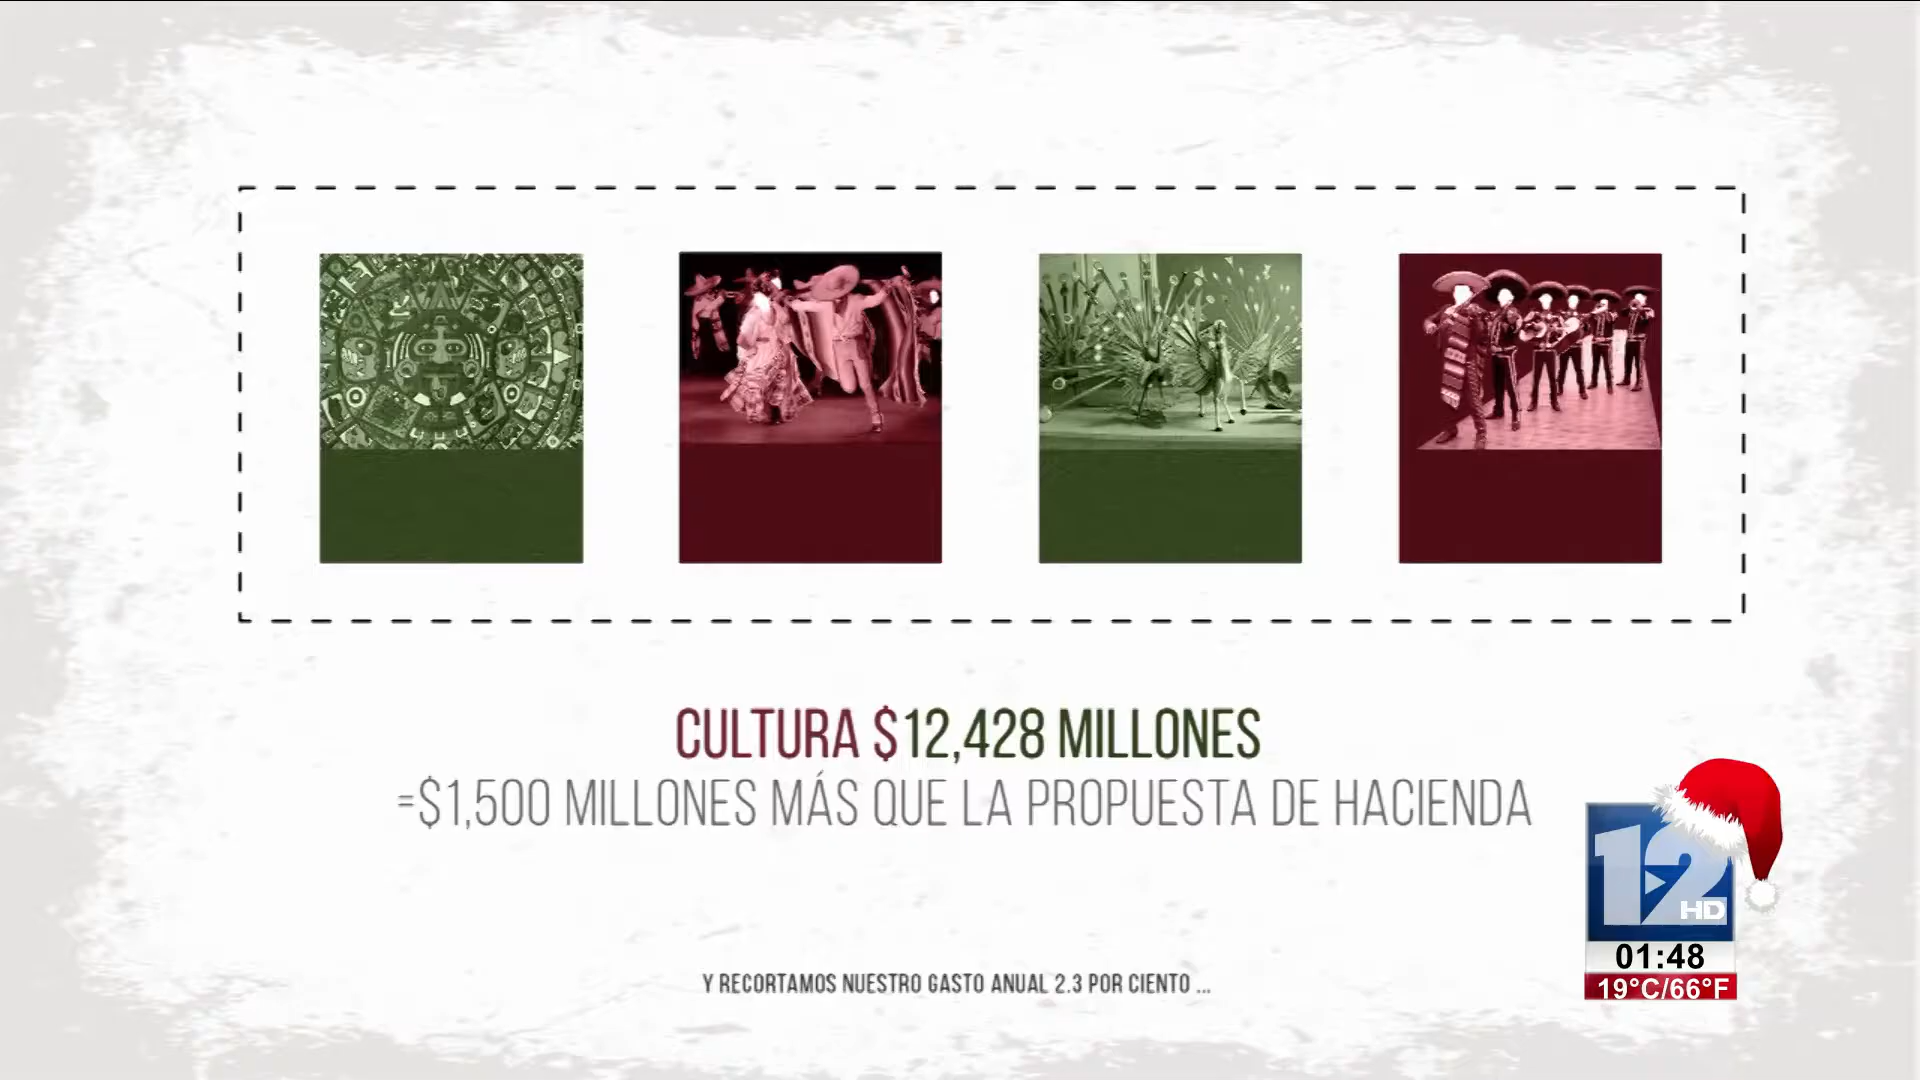 CULTURA $12,428 MILLONES
=$1,500 MILLONES MÁS QUE LA PROPUESTA DE HACIENDA
12
HD
01:48
19°C/66°F
Y RECORTAMOS NUESTRO GASTO ANUAL 2.3 POR CIENTO ...